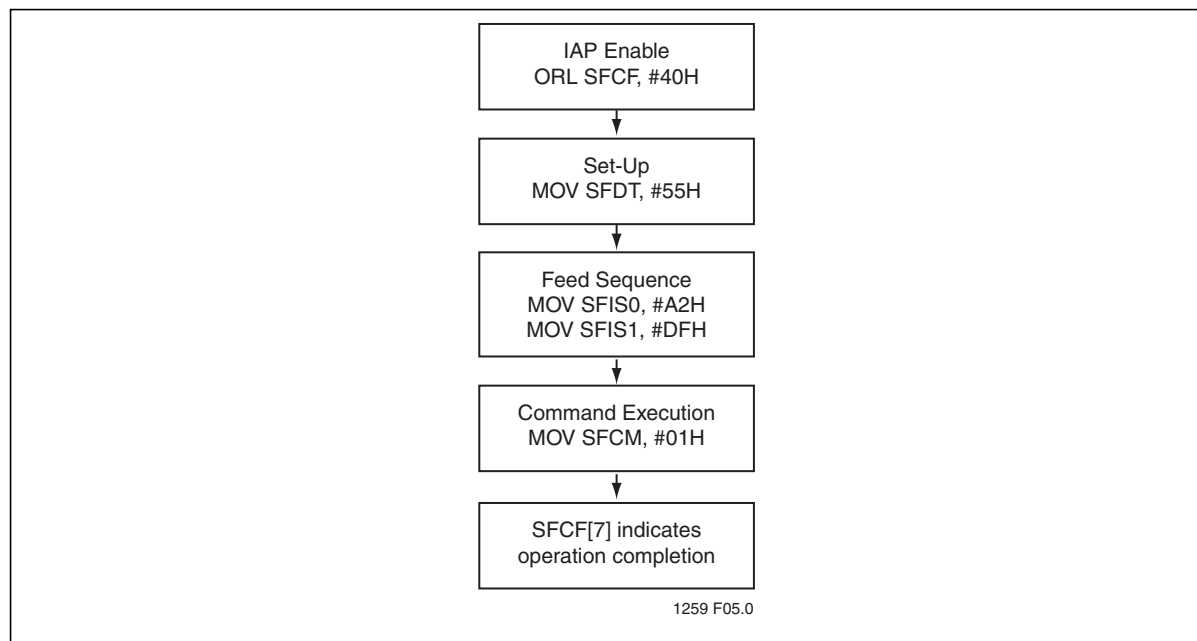 IAP Enable
ORL SFCF, #40H
Set-Up
MOV SFDT, #55H
Feed Sequence
MOV SFIS0, #A2H
MOV SFIS1, #DFH
Command Execution
MOV SFCM, #01H
SFCF[7] indicates
operation completion
1259 F05.0